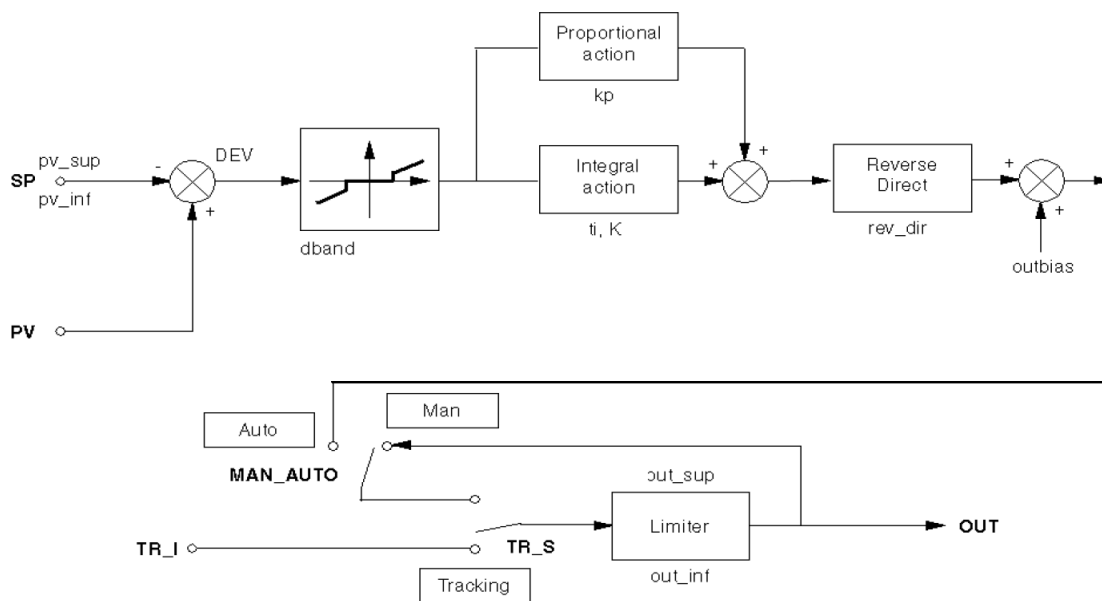 Proportional
action
kp
pv_sup
-
DEV
SP
pv_inf
+
dband
Integral
action
ti, K
+
+
Reverse
Direct
rev_dir
+
+
outbias
PV
Man
Auto
MAN_AUTO
out_sup
Limiter
OUT
TR_I
TR_S
out_inf
Tracking